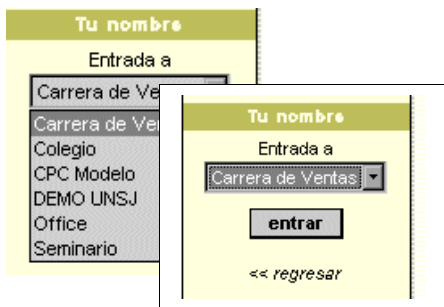 Tu nombre
Entrada a
Carrera de Ve
Carrera de Ve
Colegio
CPC Modelo
DEMO UNSJ
Office
Seminario
Tu nombre
Entrada a
Carrera de Ventas
entrar
<< regresar